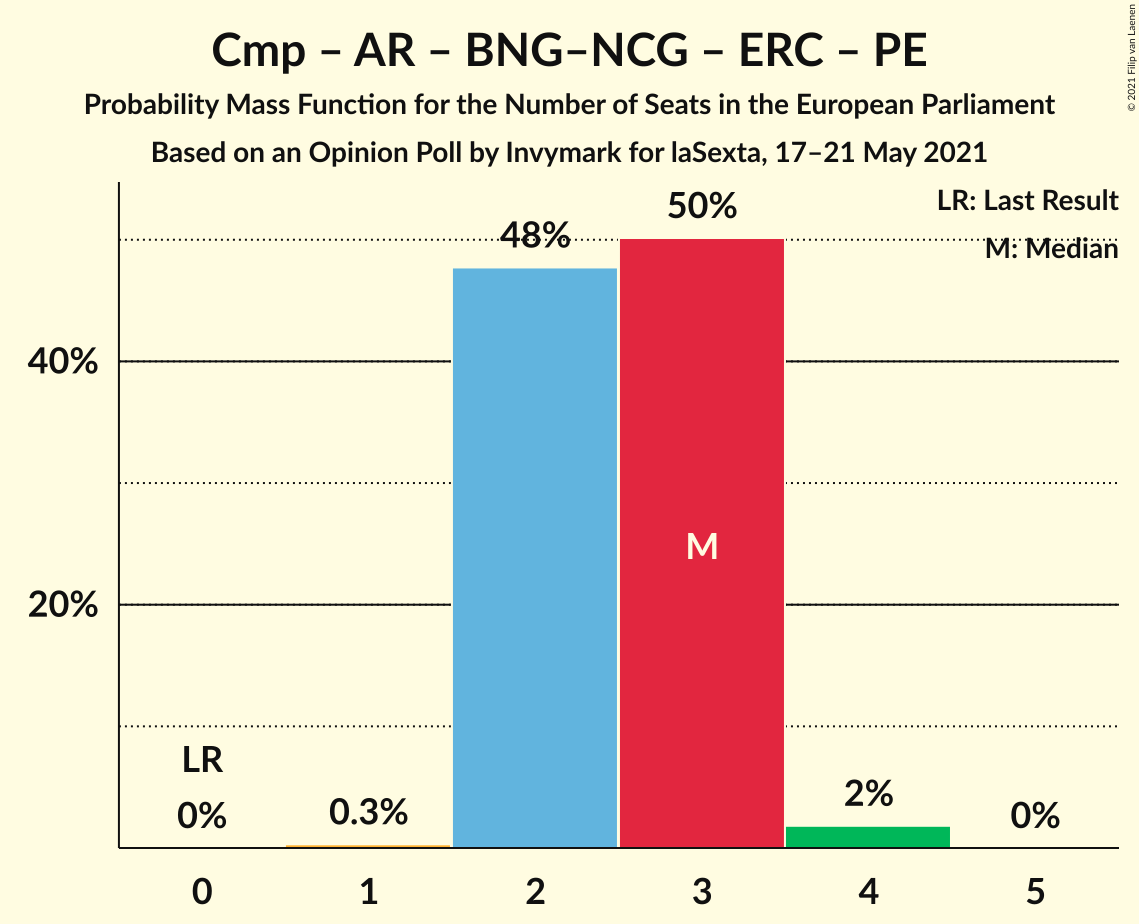 Cmp – AR – BNG–NCG – ERC – PE
Probability Mass Function for the Number of Seats in the European Parliament
Based on an Opinion Poll by Invymark for laSexta, 17–21 May 2021
© 2021 Filip van Laenen
LR: Last Result
M: Median
50%
48%
40%
M
20%
LR
0%
0.3%
2%
0%
0 1 2 3 4 5